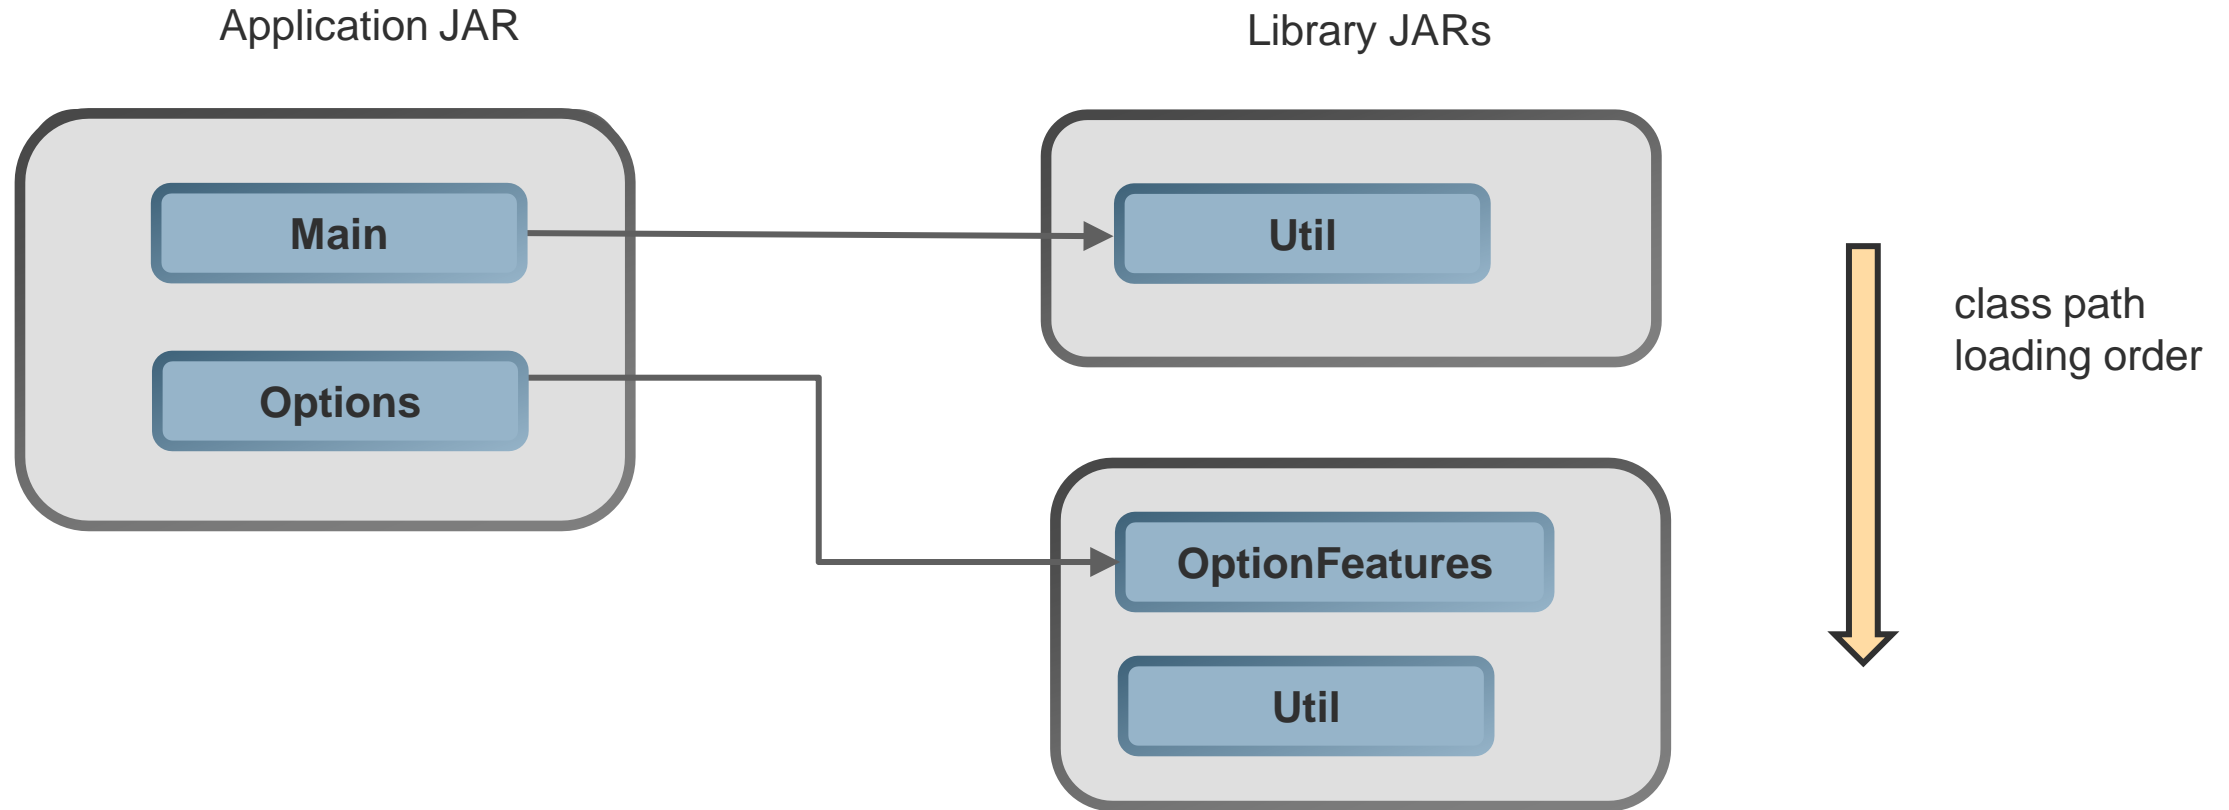 Application JAR
Library JARs
Main
Util
Options
class path
loading order
OptionFeatures
Util